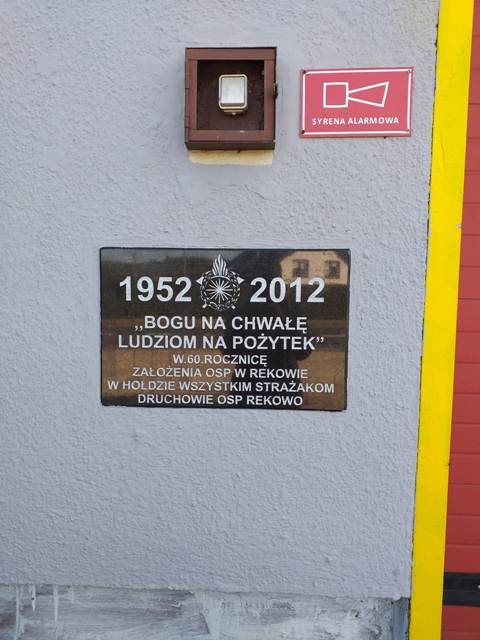 SYRENA ALARMOWA
1952 2012
„BOGU NA CHWAŁĘ
LUDZIOM NA POŻYTEK”
W.60.ROCZNICĘ
ZAŁOŻENIA OSP W REKOWIE
W HOŁDZIE WSZYSTKIM STRAŻAKOM
DRUCHOWIE OSP REKOWO